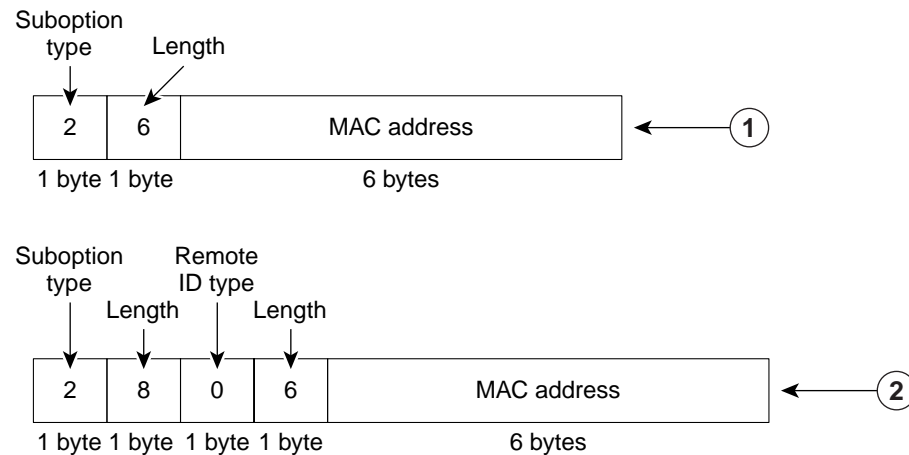 Suboption
type
Length
2 6 MAC address 1
1 byte 1 byte 6 bytes
Suboption
type
Remote
ID type
Length Length
2 8 0 6 MAC address 2
1 byte 1 byte 1 byte 1 byte 6 bytes